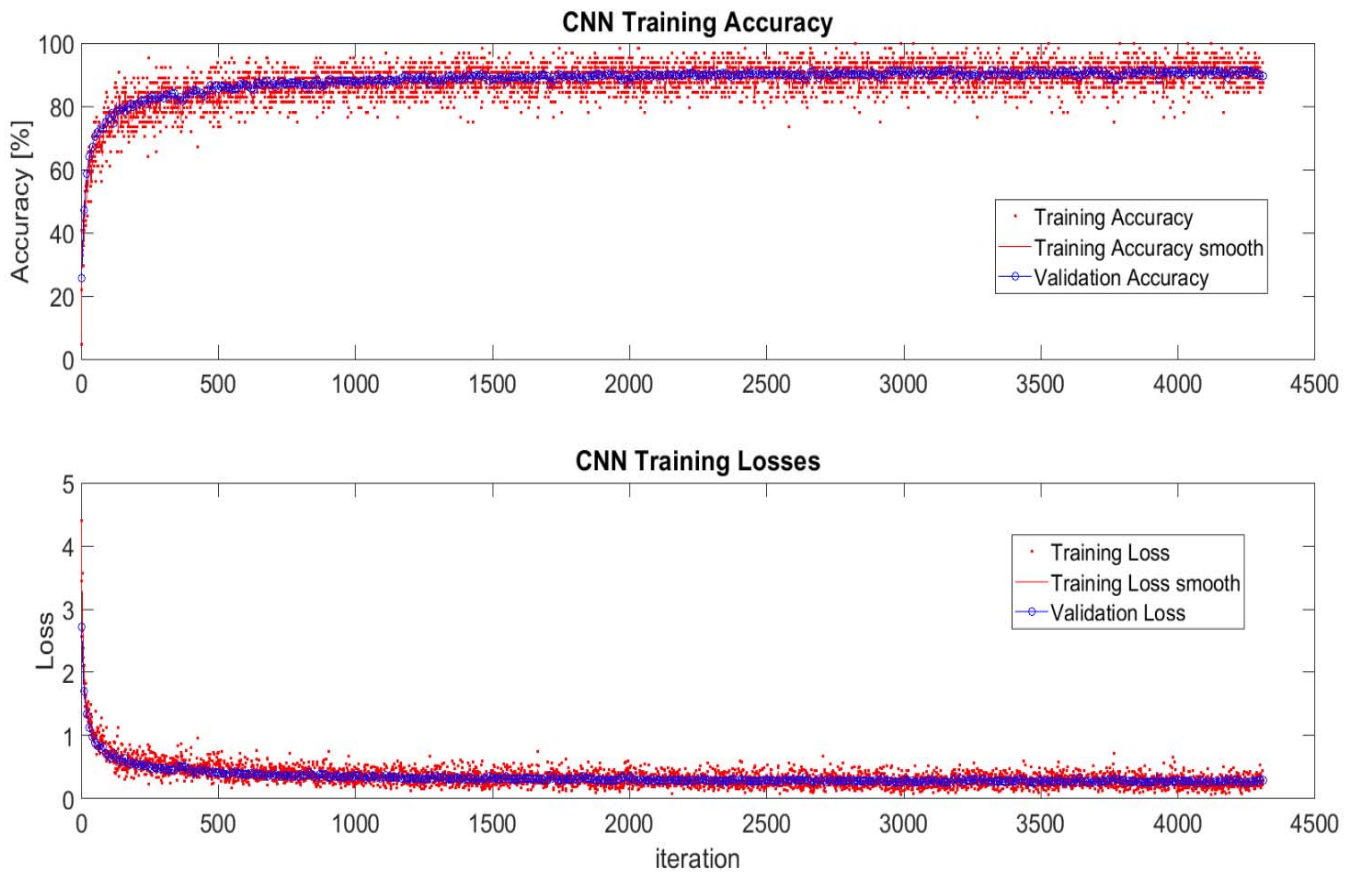 CNN Training Accuracy
100
80
60
40
20
0
Accuracy [%]
Training Accuracy
Training Accuracy smooth
Validation Accuracy
0 500 1000 1500 2000 2500 3000 3500 4000 4500
CNN Training Losses
5
4
3
2
1
0
Loss
Training Loss
Training Loss smooth
Validation Loss
0 500 1000 1500 2000 2500 3000 3500 4000 4500
iteration